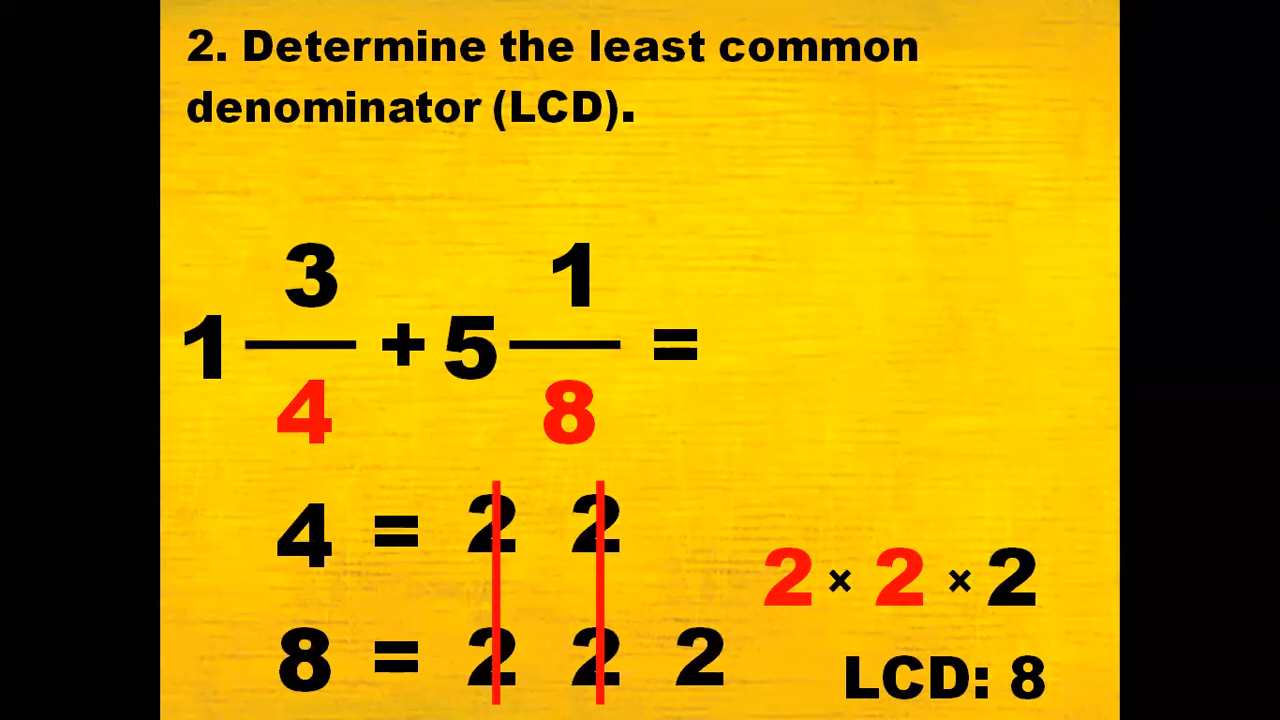 2. Determine the least common
denominator (LCD).
3 1
1 + 5 =
4 8
4 = 2 2
2 × 2 × 2
8 = 2 2 2
LCD: 8